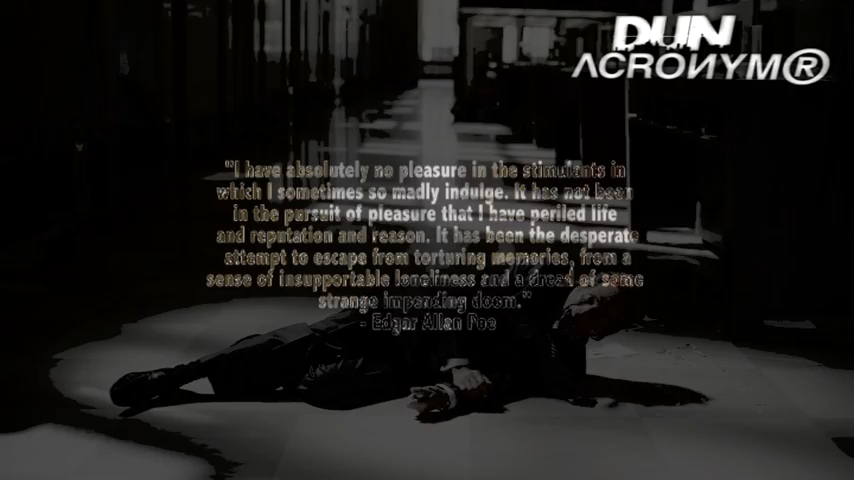 DUN
ACRONYM®
"I have absolutely no pleasure in the stimulants in
which I sometimes so madly indulge. It has not been
in the pursuit of pleasure that I have periled life
and reputation and reason. It has been the desperate
attempt to escape from torturing memories, from a
sense of insupportable loneliness and a dread of some
strange impending doom."
- Edgar Allan Poe